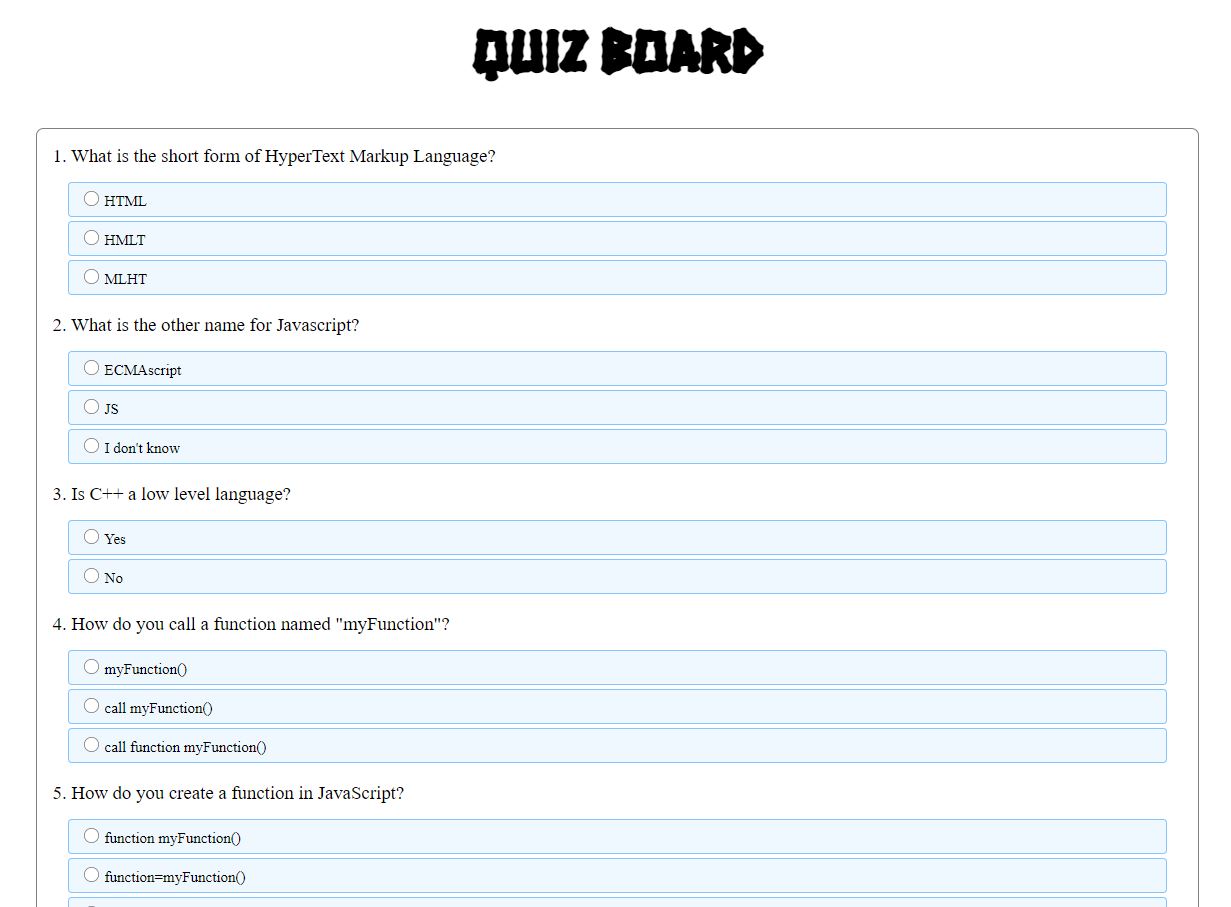 QUIZ BOARD
1. What is the short form of HyperText Markup Language?
HTML
HMLT
MLHT
2. What is the other name for Javascript?
ECMAscript
JS
I don't know
3. Is C++ a low level language?
Yes
No
4. How do you call a function named "myFunction"?
myFunction()
call myFunction()
call function myFunction()
5. How do you create a function in JavaScript?
function myFunction()
function=myFunction()